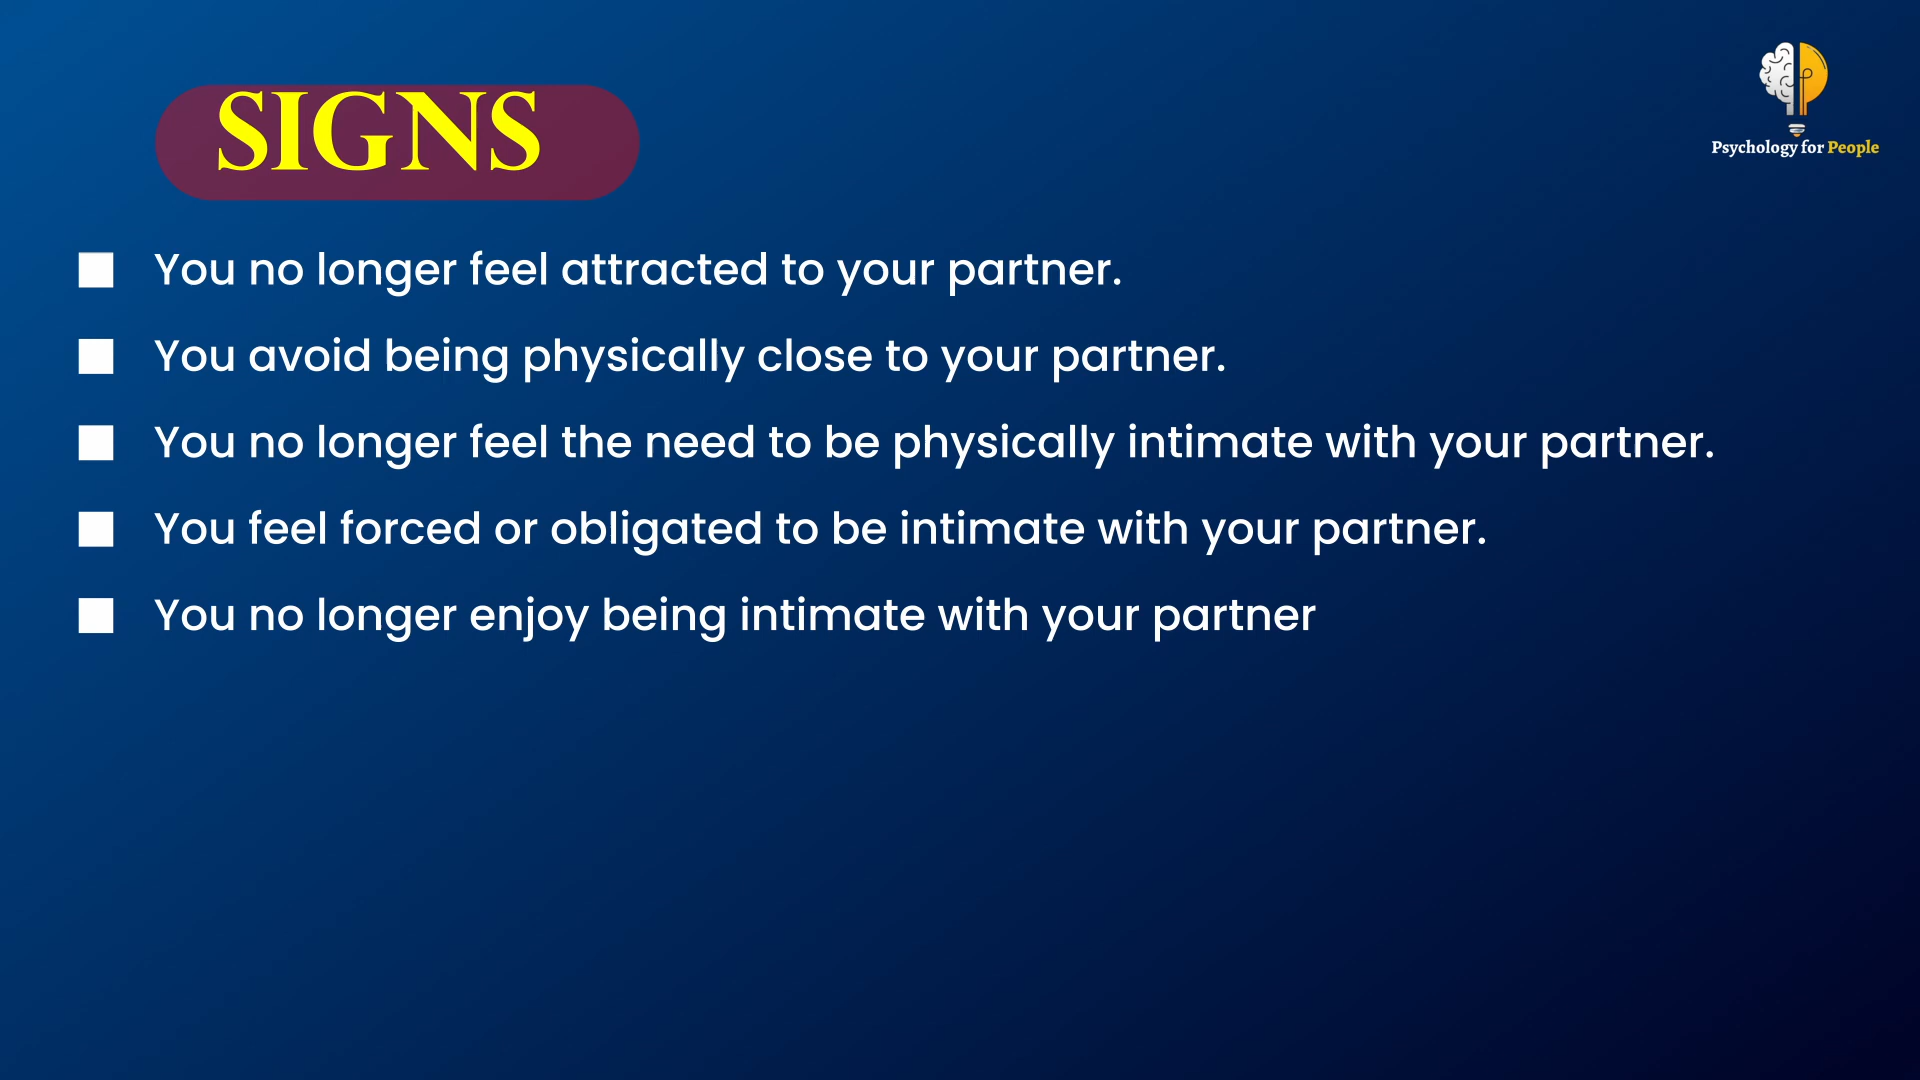 SIGNS
Psychology for People
You no longer feel attracted to your partner.
You avoid being physically close to your partner.
You no longer feel the need to be physically intimate with your partner.
You feel forced or obligated to be intimate with your partner.
You no longer enjoy being intimate with your partner